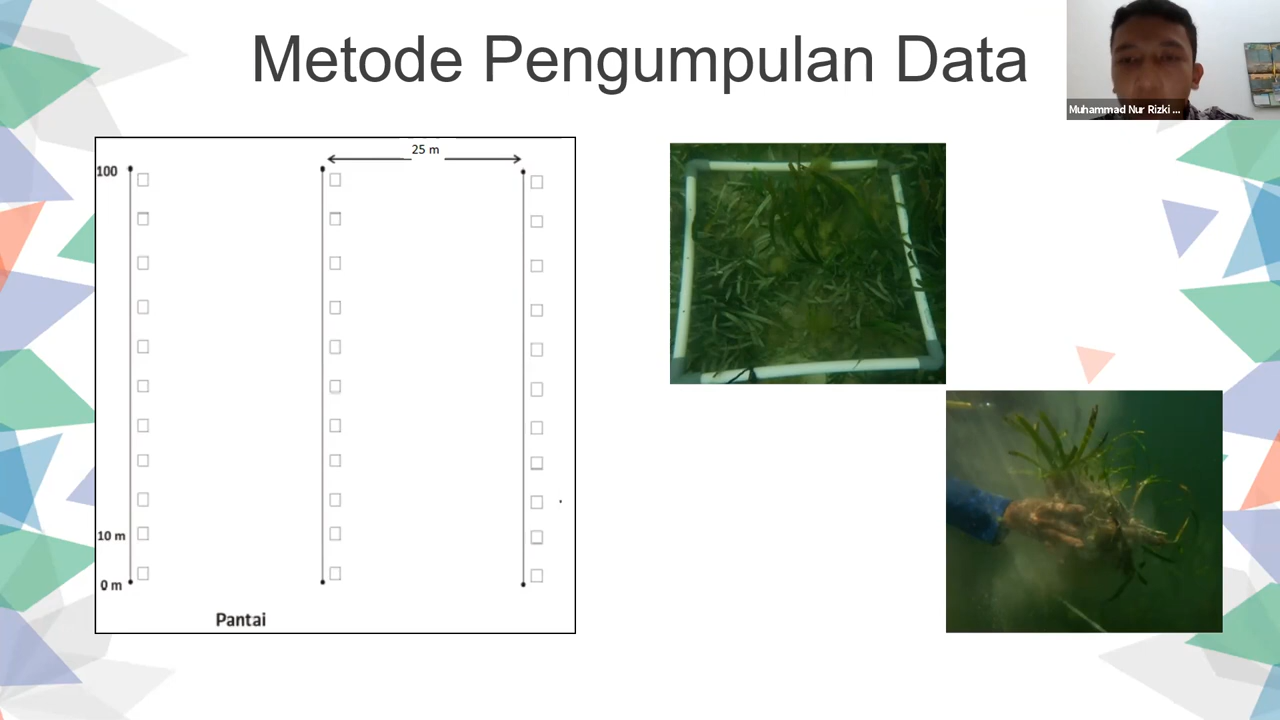 Metode Pengumpulan Data
Muhammad Nur Rizki ...
25 m
100
10 m
0 m
Pantai